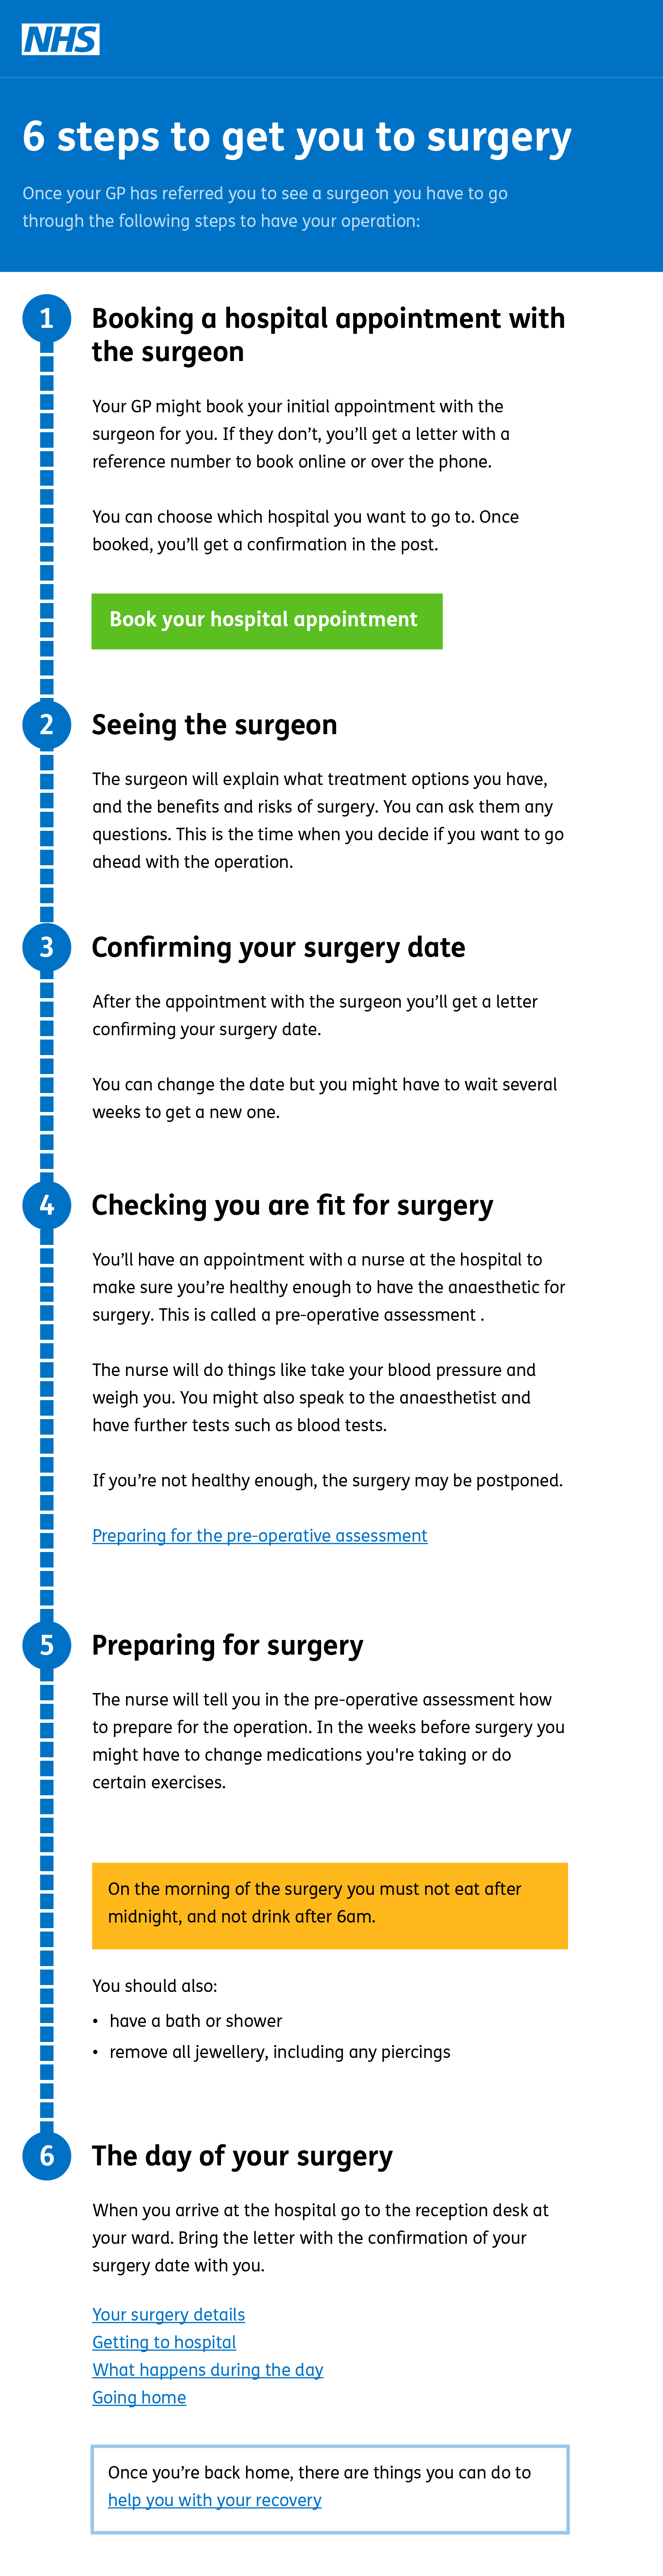 NHS
6 steps to get you to surgery
Once your GP has referred you to see a surgeon you have to go
through the following steps to have your operation:
1
Booking a hospital appointment with
the surgeon
Your GP might book your initial appointment with the
surgeon for you. If they don’t, you’ll get a letter with a
reference number to book online or over the phone.
You can choose which hospital you want to go to. Once
booked, you’ll get a confirmation in the post.
Book your hospital appointment
2
Seeing the surgeon
The surgeon will explain what treatment options you have,
and the benefits and risks of surgery. You can ask them any
questions. This is the time when you decide if you want to go
ahead with the operation.
3
Confirming your surgery date
After the appointment with the surgeon you’ll get a letter
confirming your surgery date.
You can change the date but you might have to wait several
weeks to get a new one.
4
Checking you are fit for surgery
You’ll have an appointment with a nurse at the hospital to
make sure you’re healthy enough to have the anaesthetic for
surgery. This is called a pre-operative assessment .
The nurse will do things like take your blood pressure and
weigh you. You might also speak to the anaesthetist and
have further tests such as blood tests.
If you’re not healthy enough, the surgery may be postponed.
Preparing for the pre-operative assessment
5
Preparing for surgery
The nurse will tell you in the pre-operative assessment how
to prepare for the operation. In the weeks before surgery you
might have to change medications you're taking or do
certain exercises.
On the morning of the surgery you must not eat after
midnight, and not drink after 6am.
You should also:
• have a bath or shower
• remove all jewellery, including any piercings
6
The day of your surgery
When you arrive at the hospital go to the reception desk at
your ward. Bring the letter with the confirmation of your
surgery date with you.
Your surgery details
Getting to hospital
What happens during the day
Going home
Once you’re back home, there are things you can do to
help you with your recovery